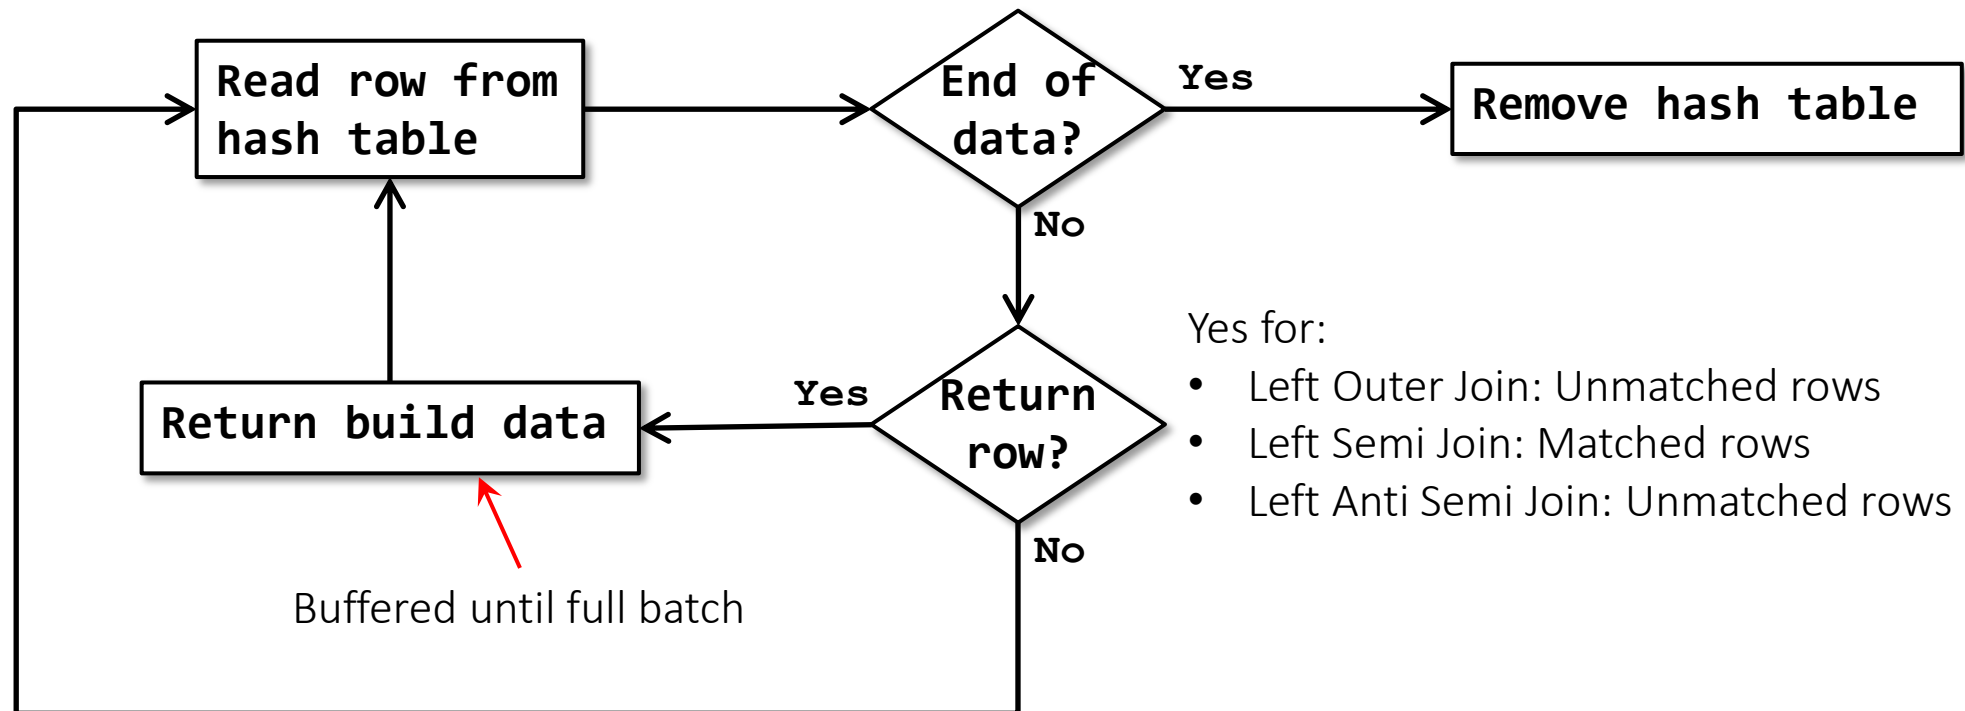 Read row from
hash table
End of
data?
Yes
Remove hash table
No
Yes for:
• Left Outer Join: Unmatched rows
• Left Semi Join: Matched rows
• Left Anti Semi Join: Unmatched rows
Return
row?
Yes
Return build data
No
Buffered until full batch